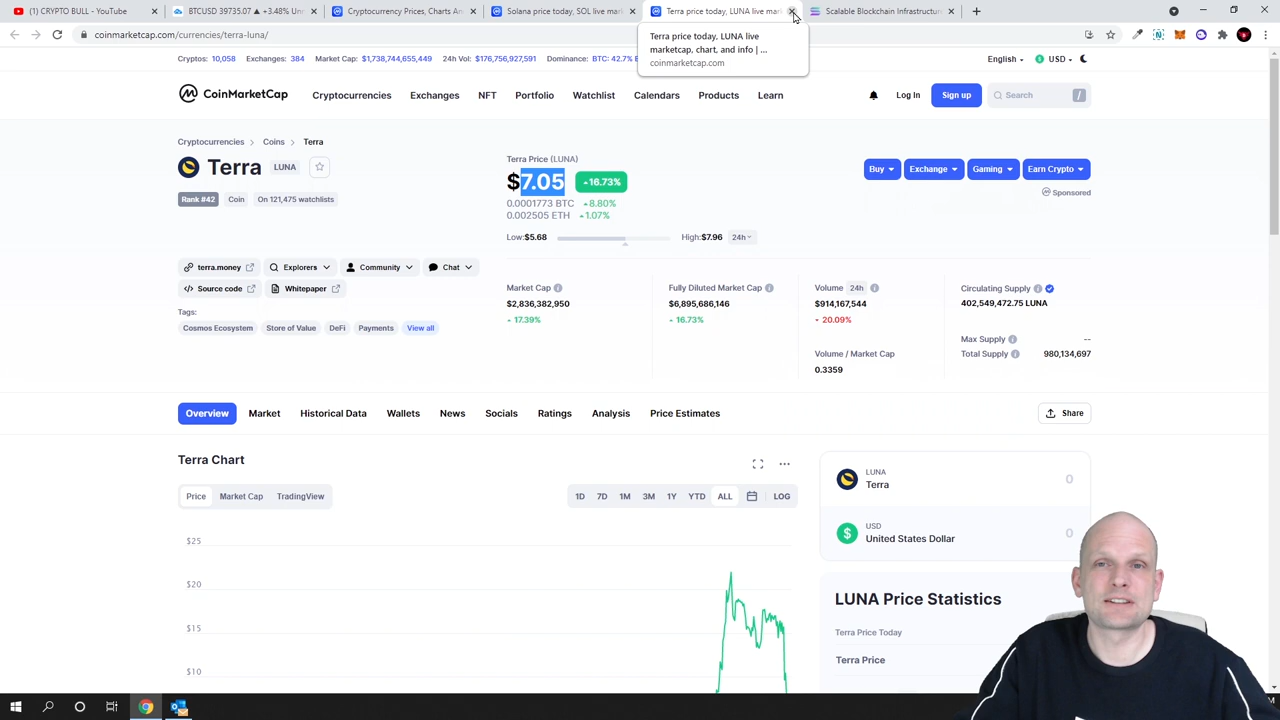 CRYPTO BULL - YouTube
BTCUSD 39735.07 ▲ +3.48% Un
Cryptocurrency Prices, Charts An
Solana price today, SOL live mark
Terra price today, LUNA live mar
Scalable Blockchain Infrastructur
coinmarketcap.com/currencies/terra-luna/
Terra price today, LUNA live
marketcap, chart, and info | ...
coinmarketcap.com
Cryptos: 10,058 Exchanges: 384 Market Cap: $1,738,744,655,449 24h Vol: $176,756,927,591 Dominance: BTC: 42.7% E
English USD
CoinMarketCap Cryptocurrencies Exchanges NFT Portfolio Watchlist Calendars Products Learn Log In Sign up Search /
Cryptocurrencies > Coins > Terra
Terra LUNA
Rank #42 Coin On 121,475 watchlists
terra.money Explorers Community Chat
Source code Whitepaper
Tags:
Cosmos Ecosystem Store of Value DeFi Payments View all
Terra Price (LUNA)
$7.05 16.73%
0.0001773 BTC 8.80%
0.002505 ETH 1.07%
Low:$5.68 High:$7.96 24h
Buy Exchange Gaming Earn Crypto
Sponsored
Market Cap
$2,836,382,950
17.39%
Fully Diluted Market Cap
$6,895,686,146
16.73%
Volume 24h
$914,167,544
20.09%
Volume / Market Cap
0.3359
Circulating Supply
402,549,472.75 LUNA
Max Supply --
Total Supply 980,134,697
Overview Market Historical Data Wallets News Socials Ratings Analysis Price Estimates Share
Terra Chart
Price Market Cap TradingView 1D 7D 1M 3M 1Y YTD ALL LOG
$25
$20
$15
$10
LUNA
Terra 0
USD
United States Dollar 0
LUNA Price Statistics
Terra Price Today
Terra Price